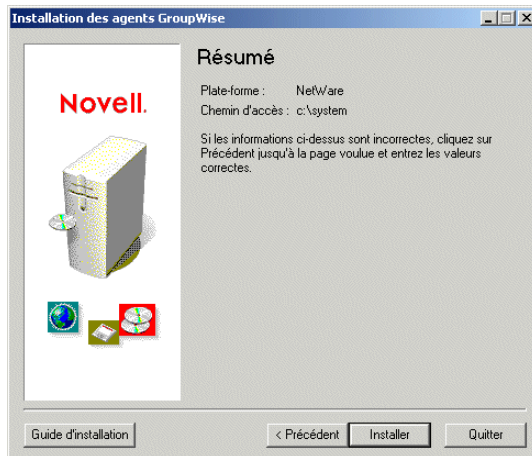 Installation des agents GroupWise
Novell.
Résumé
Plate-forme : NetWare
Chemin d'accès : c:\system
Si les informations ci-dessus sont incorrectes, cliquez sur
Précédent jusqu'à la page voulue et entrez les valeurs
correctes.
Guide d'installation
< Précédent
Installer
Quitter